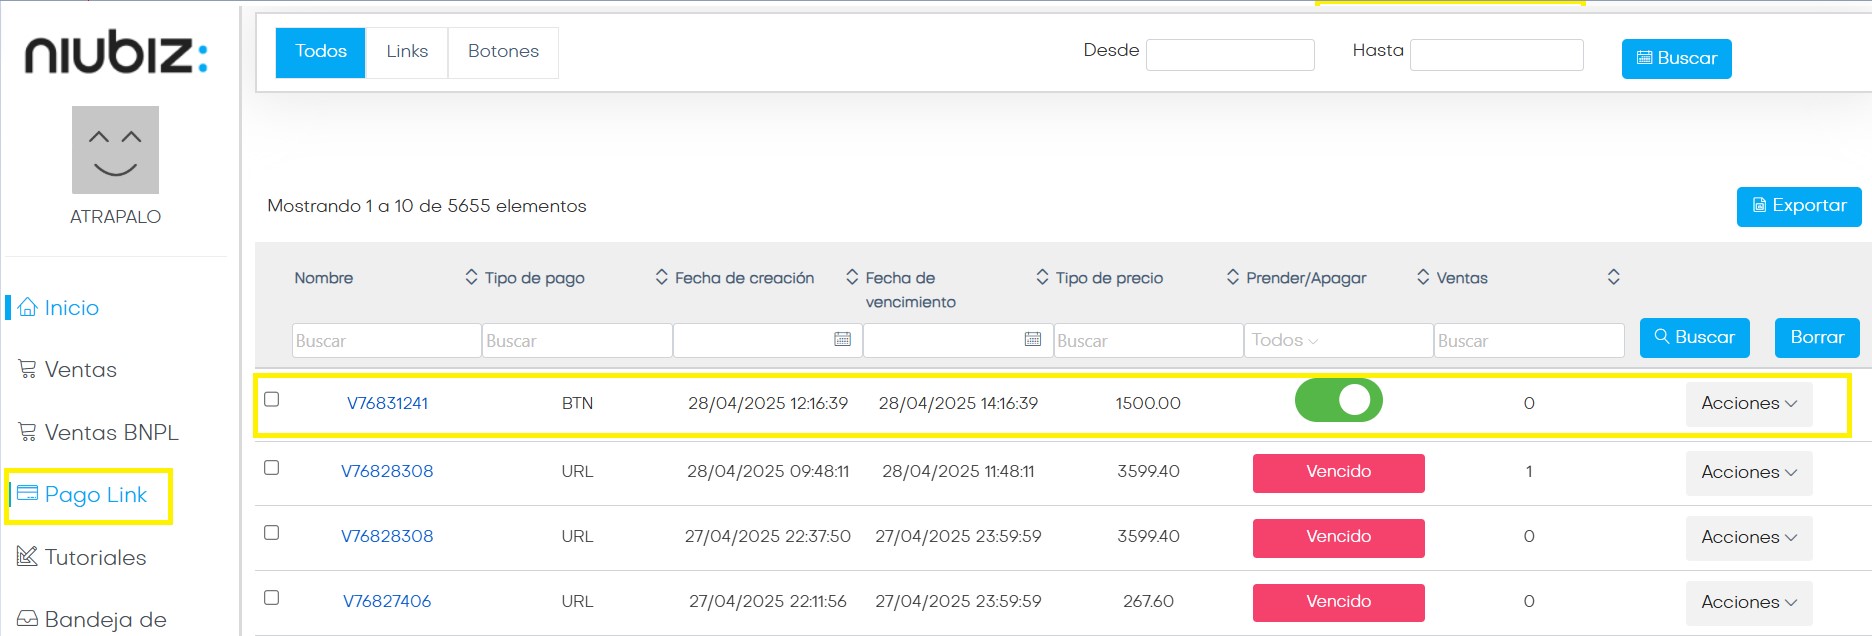 niubiz:
ATRAPALO
Inicio
Ventas
Ventas BNPL
Pago Link
Tutoriales
Bandeja de
Todos Links Botones Desde Hasta Buscar
Mostrando 1 a 10 de 5655 elementos Exportar
Nombre Tipo de pago Fecha de creación Fecha de vencimiento Tipo de precio Prender/Apagar Ventas
Buscar Buscar Buscar Todos Buscar Buscar Borrar
V76831241 BTN 28/04/2025 12:16:39 28/04/2025 14:16:39 1500.00 0 Acciones
V76828308 URL 28/04/2025 09:48:11 28/04/2025 11:48:11 3599.40 Vencido 1 Acciones
V76828308 URL 27/04/2025 22:37:50 27/04/2025 23:59:59 3599.40 Vencido 0 Acciones
V76827406 URL 27/04/2025 22:11:56 27/04/2025 23:59:59 267.60 Vencido 0 Acciones